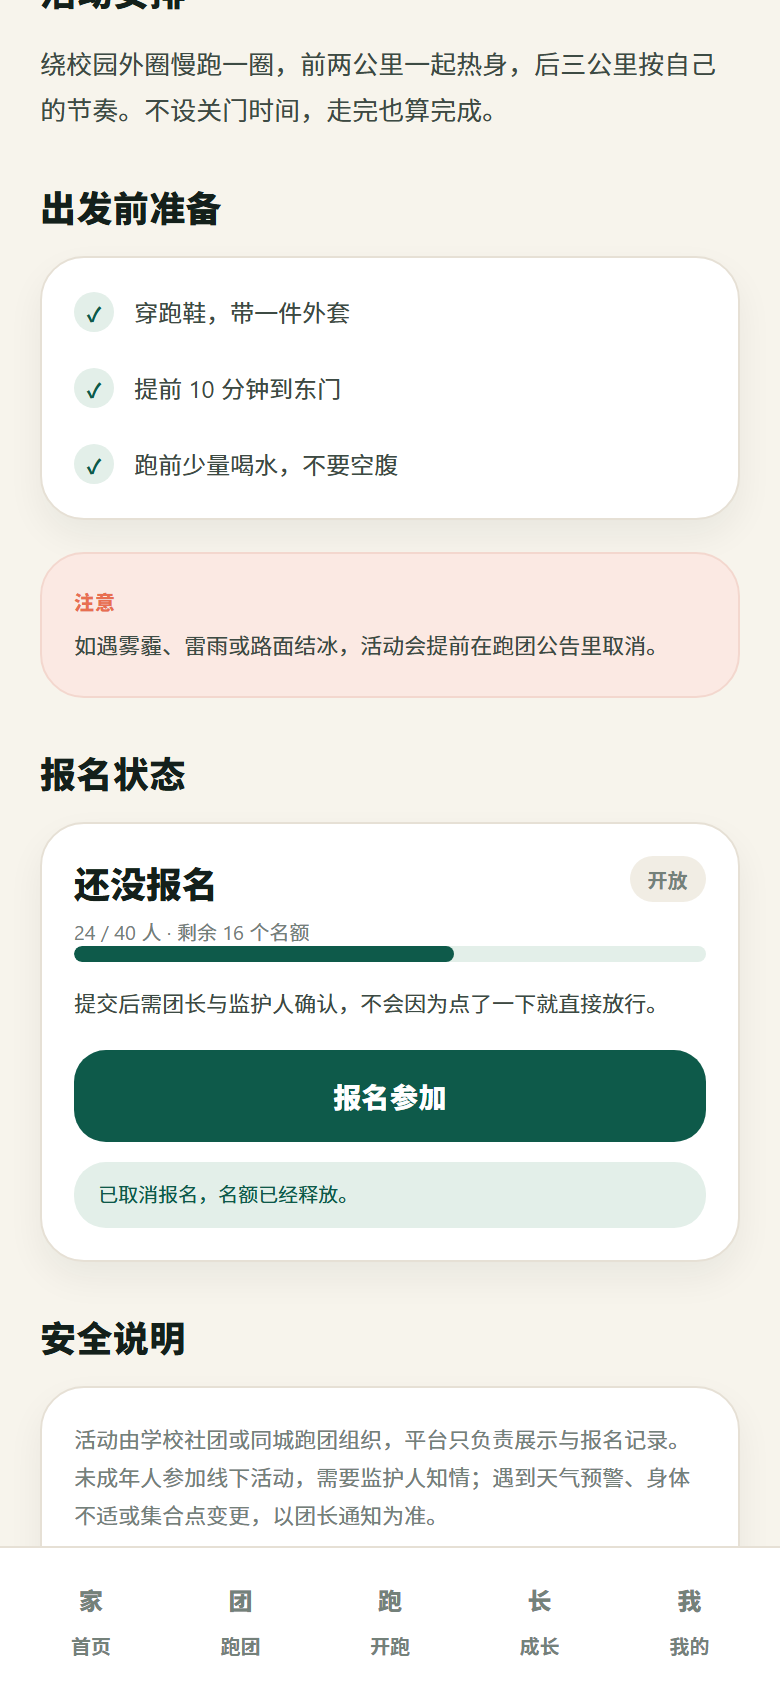 活动安排
绕校园外圈慢跑一圈，前两公里一起热身，后三公里按自己
的节奏。不设关门时间，走完也算完成。
出发前准备
✓ 穿跑鞋，带一件外套
✓ 提前 10 分钟到东门
✓ 跑前少量喝水，不要空腹
注意
如遇雾霾、雷雨或路面结冰，活动会提前在跑团公告里取消。
报名状态
还没报名
开放
24 / 40 人 · 剩余 16 个名额
提交后需团长与监护人确认，不会因为点了一下就直接放行。
报名参加
已取消报名，名额已经释放。
安全说明
活动由学校社团或同城跑团组织，平台只负责展示与报名记录。
未成年人参加线下活动，需要监护人知情；遇到天气预警、身体
不适或集合点变更，以团长通知为准。
家 团 跑 长 我
首页 跑团 开跑 成长 我的